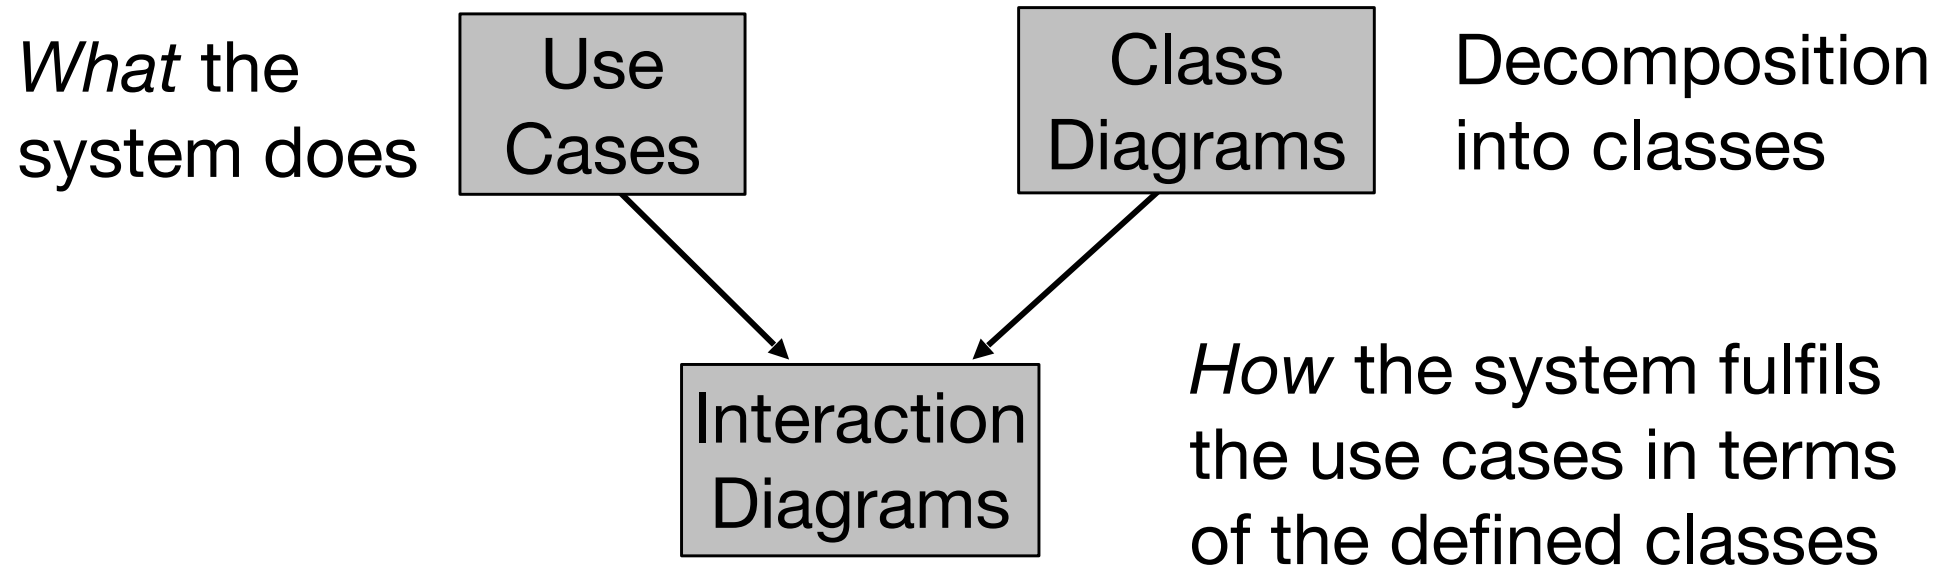 What the
system does
Use
Cases
Class
Diagrams
Decomposition
into classes
Interaction
Diagrams
How the system fulfils
the use cases in terms
of the defined classes